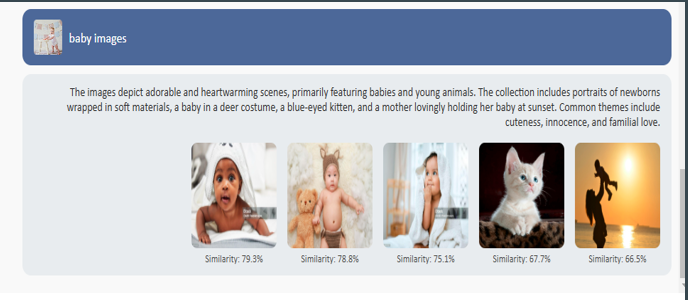 baby images
The images depict adorable and heartwarming scenes, primarily featuring babies and young animals. The collection includes portraits of newborns
wrapped in soft materials, a baby in a deer costume, a blue-eyed kitten, and a mother lovingly holding her baby at sunset. Common themes include
cuteness, innocence, and familial love.
Similarity: 79.3%
Similarity: 78.8%
Similarity: 75.1%
Similarity: 67.7%
Similarity: 66.5%